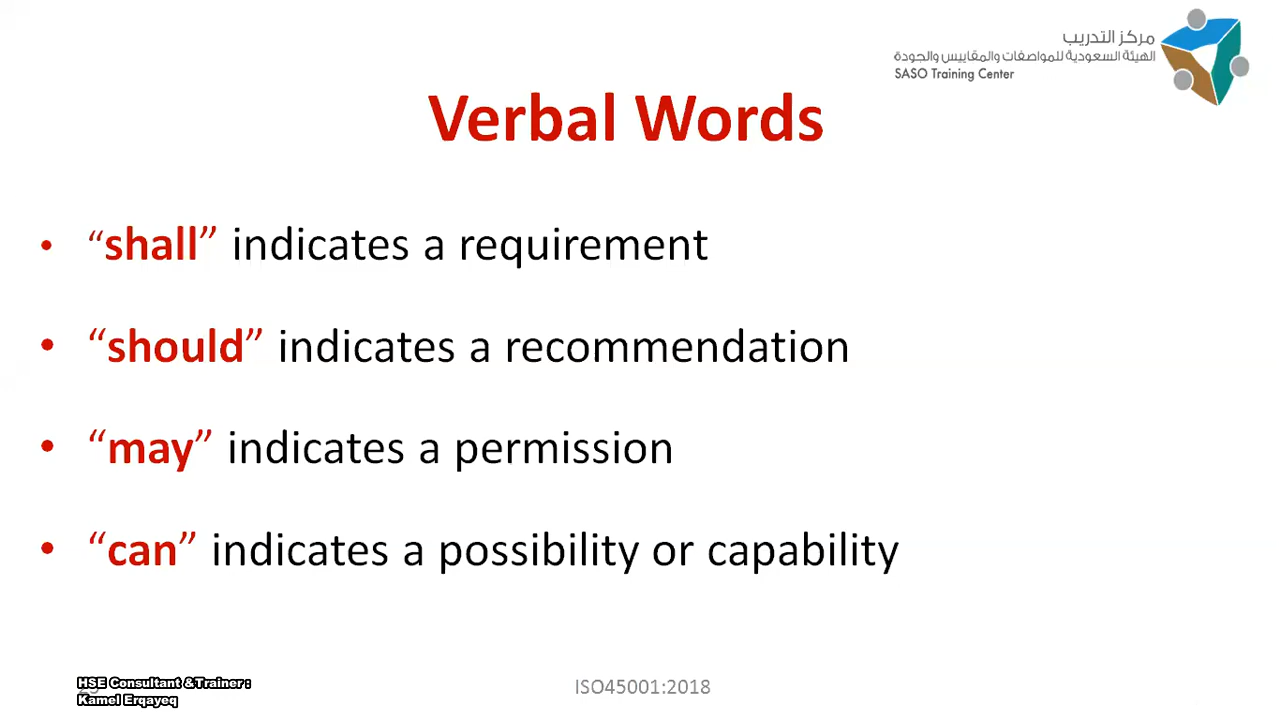 مركز التدريب
الهيئة السعودية للمواصفات والمقاييس والجودة
SASO Training Center
Verbal Words
• “shall” indicates a requirement
• “should” indicates a recommendation
• “may” indicates a permission
• “can” indicates a possibility or capability
HSE Consultant &Trainer:
Kamel Erqayeq
ISO45001:2018